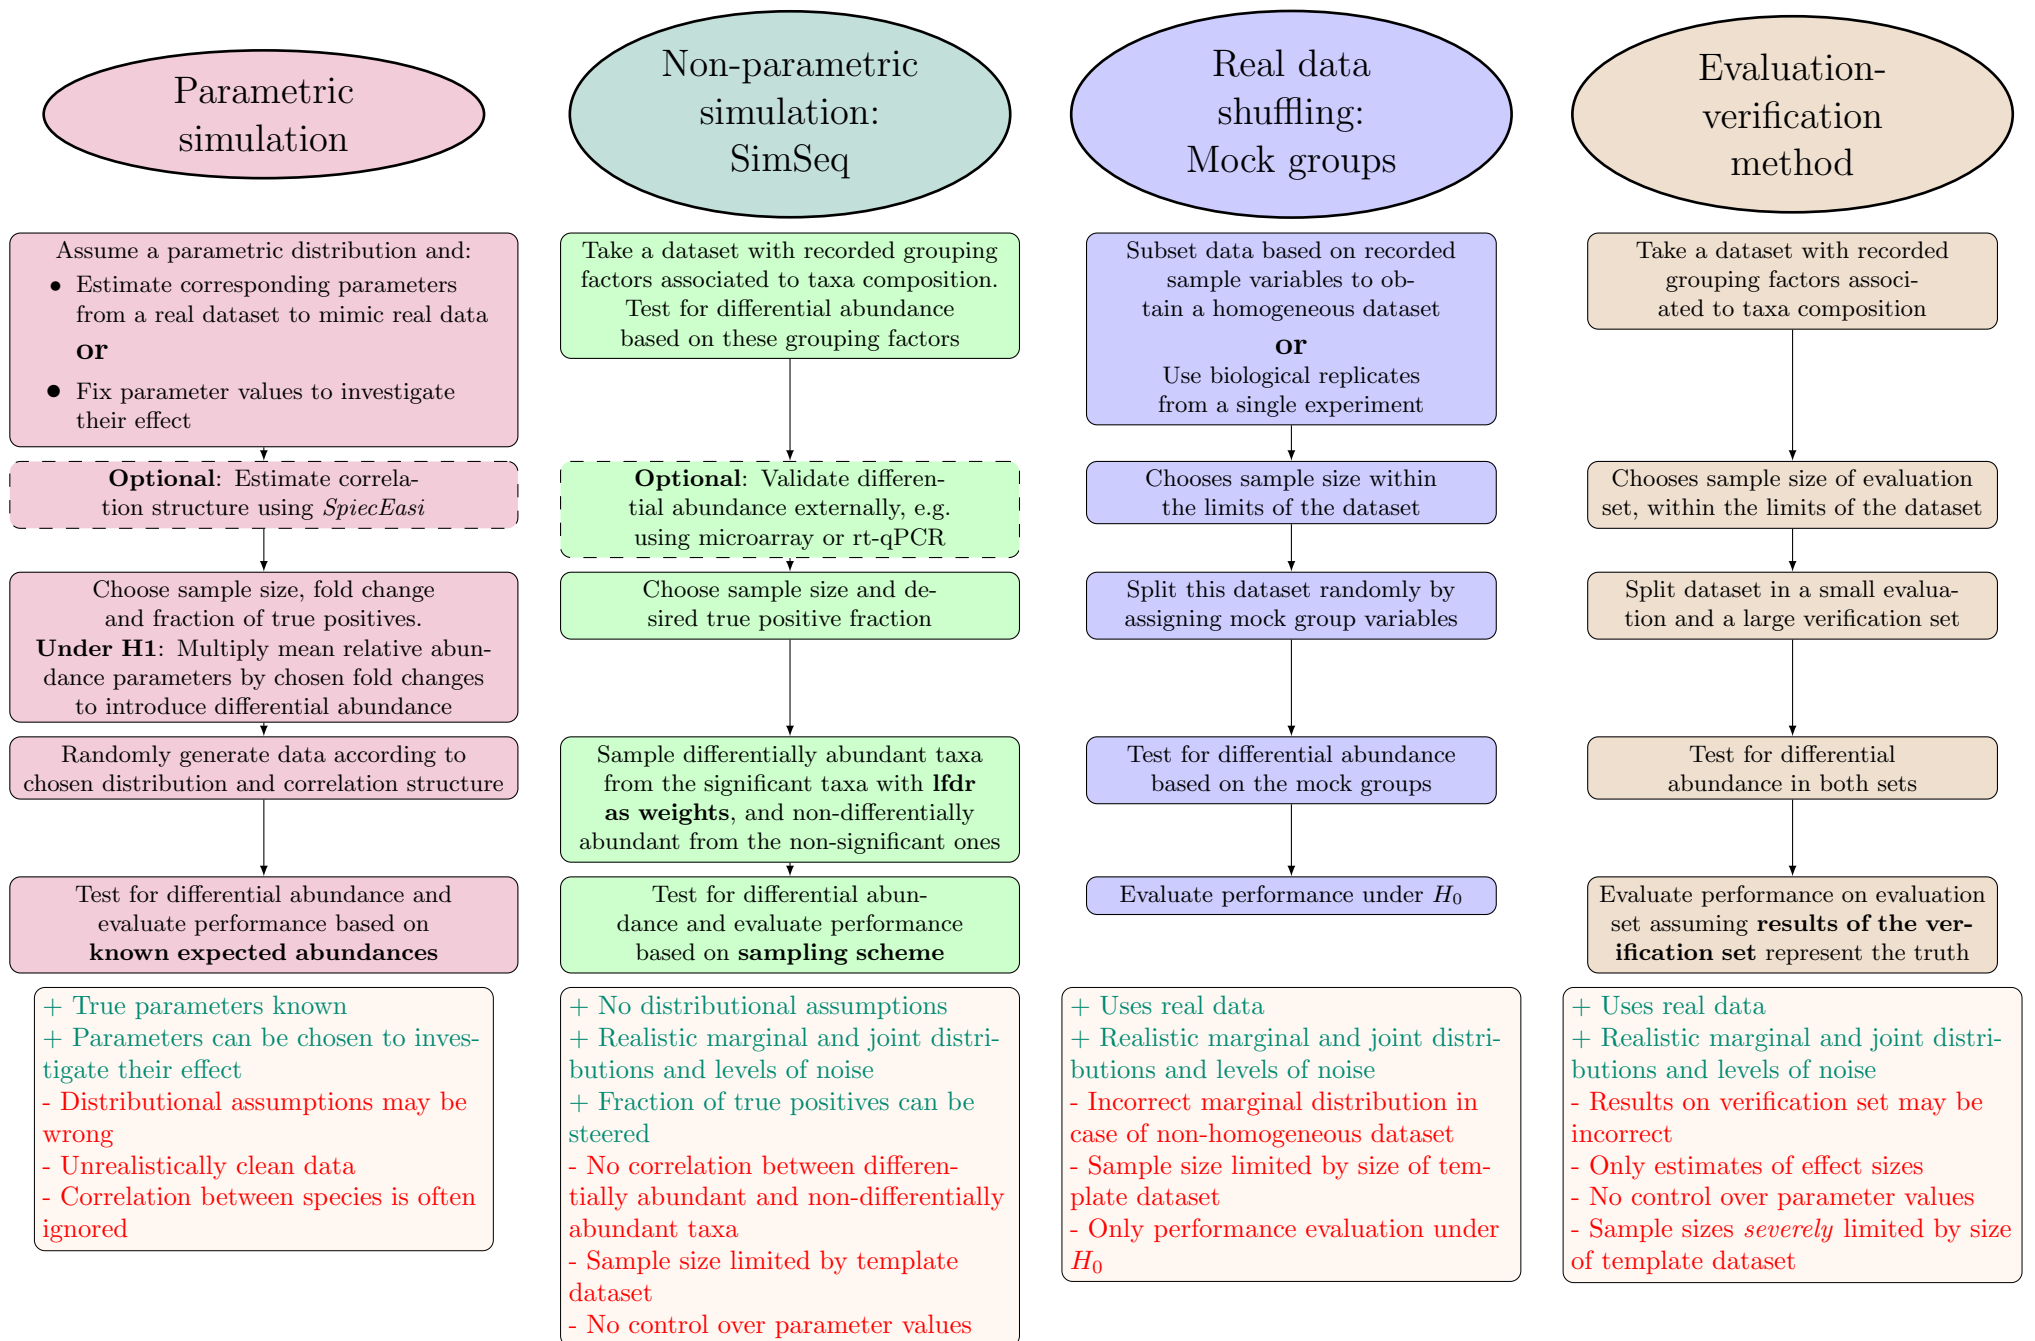 Parametric
simulation
Assume a parametric distribution and:
• Estimate corresponding parameters
from a real dataset to mimic real data
or
• Fix parameter values to investigate
their effect
Optional: Estimate correla-
tion structure using SpiecEasi
Choose sample size, fold change
and fraction of true positives.
Under H1: Multiply mean relative abun-
dance parameters by chosen fold changes
to introduce differential abundance
Randomly generate data according to
chosen distribution and correlation structure
Test for differential abundance and
evaluate performance based on
known expected abundances
+ True parameters known
+ Parameters can be chosen to inves-
tigate their effect
- Distributional assumptions may be
wrong
- Unrealistically clean data
- Correlation between species is often
ignored
Non-parametric
simulation:
SimSeq
Take a dataset with recorded grouping
factors associated to taxa composition.
Test for differential abundance
based on these grouping factors
Optional: Validate differen-
tial abundance externally, e.g.
using microarray or rt-qPCR
Choose sample size and de-
sired true positive fraction
Sample differentially abundant taxa
from the significant taxa with lfdr
as weights, and non-differentially
abundant from the non-significant ones
Test for differential abun-
dance and evaluate performance
based on sampling scheme
+ No distributional assumptions
+ Realistic marginal and joint distri-
butions and levels of noise
+ Fraction of true positives can be
steered
- No correlation between differen-
tially abundant and non-differentially
abundant taxa
- Sample size limited by template
dataset
- No control over parameter values
Real data
shuffling:
Mock groups
Subset data based on recorded
sample variables to ob-
tain a homogeneous dataset
or
Use biological replicates
from a single experiment
Chooses sample size within
the limits of the dataset
Split this dataset randomly by
assigning mock group variables
Test for differential abundance
based on the mock groups
Evaluate performance under H0
+ Uses real data
+ Realistic marginal and joint distri-
butions and levels of noise
- Incorrect marginal distribution in
case of non-homogeneous dataset
- Sample size limited by size of tem-
plate dataset
- Only performance evaluation under
H0
Evaluation-
verification
method
Take a dataset with recorded
grouping factors associ-
ated to taxa composition
Chooses sample size of evaluation
set, within the limits of the dataset
Split dataset in a small evalua-
tion and a large verification set
Test for differential
abundance in both sets
Evaluate performance on evaluation
set assuming results of the ver-
ification set represent the truth
+ Uses real data
+ Realistic marginal and joint distri-
butions and levels of noise
- Results on verification set may be
incorrect
- Only estimates of effect sizes
- No control over parameter values
- Sample sizes severely limited by size
of template dataset